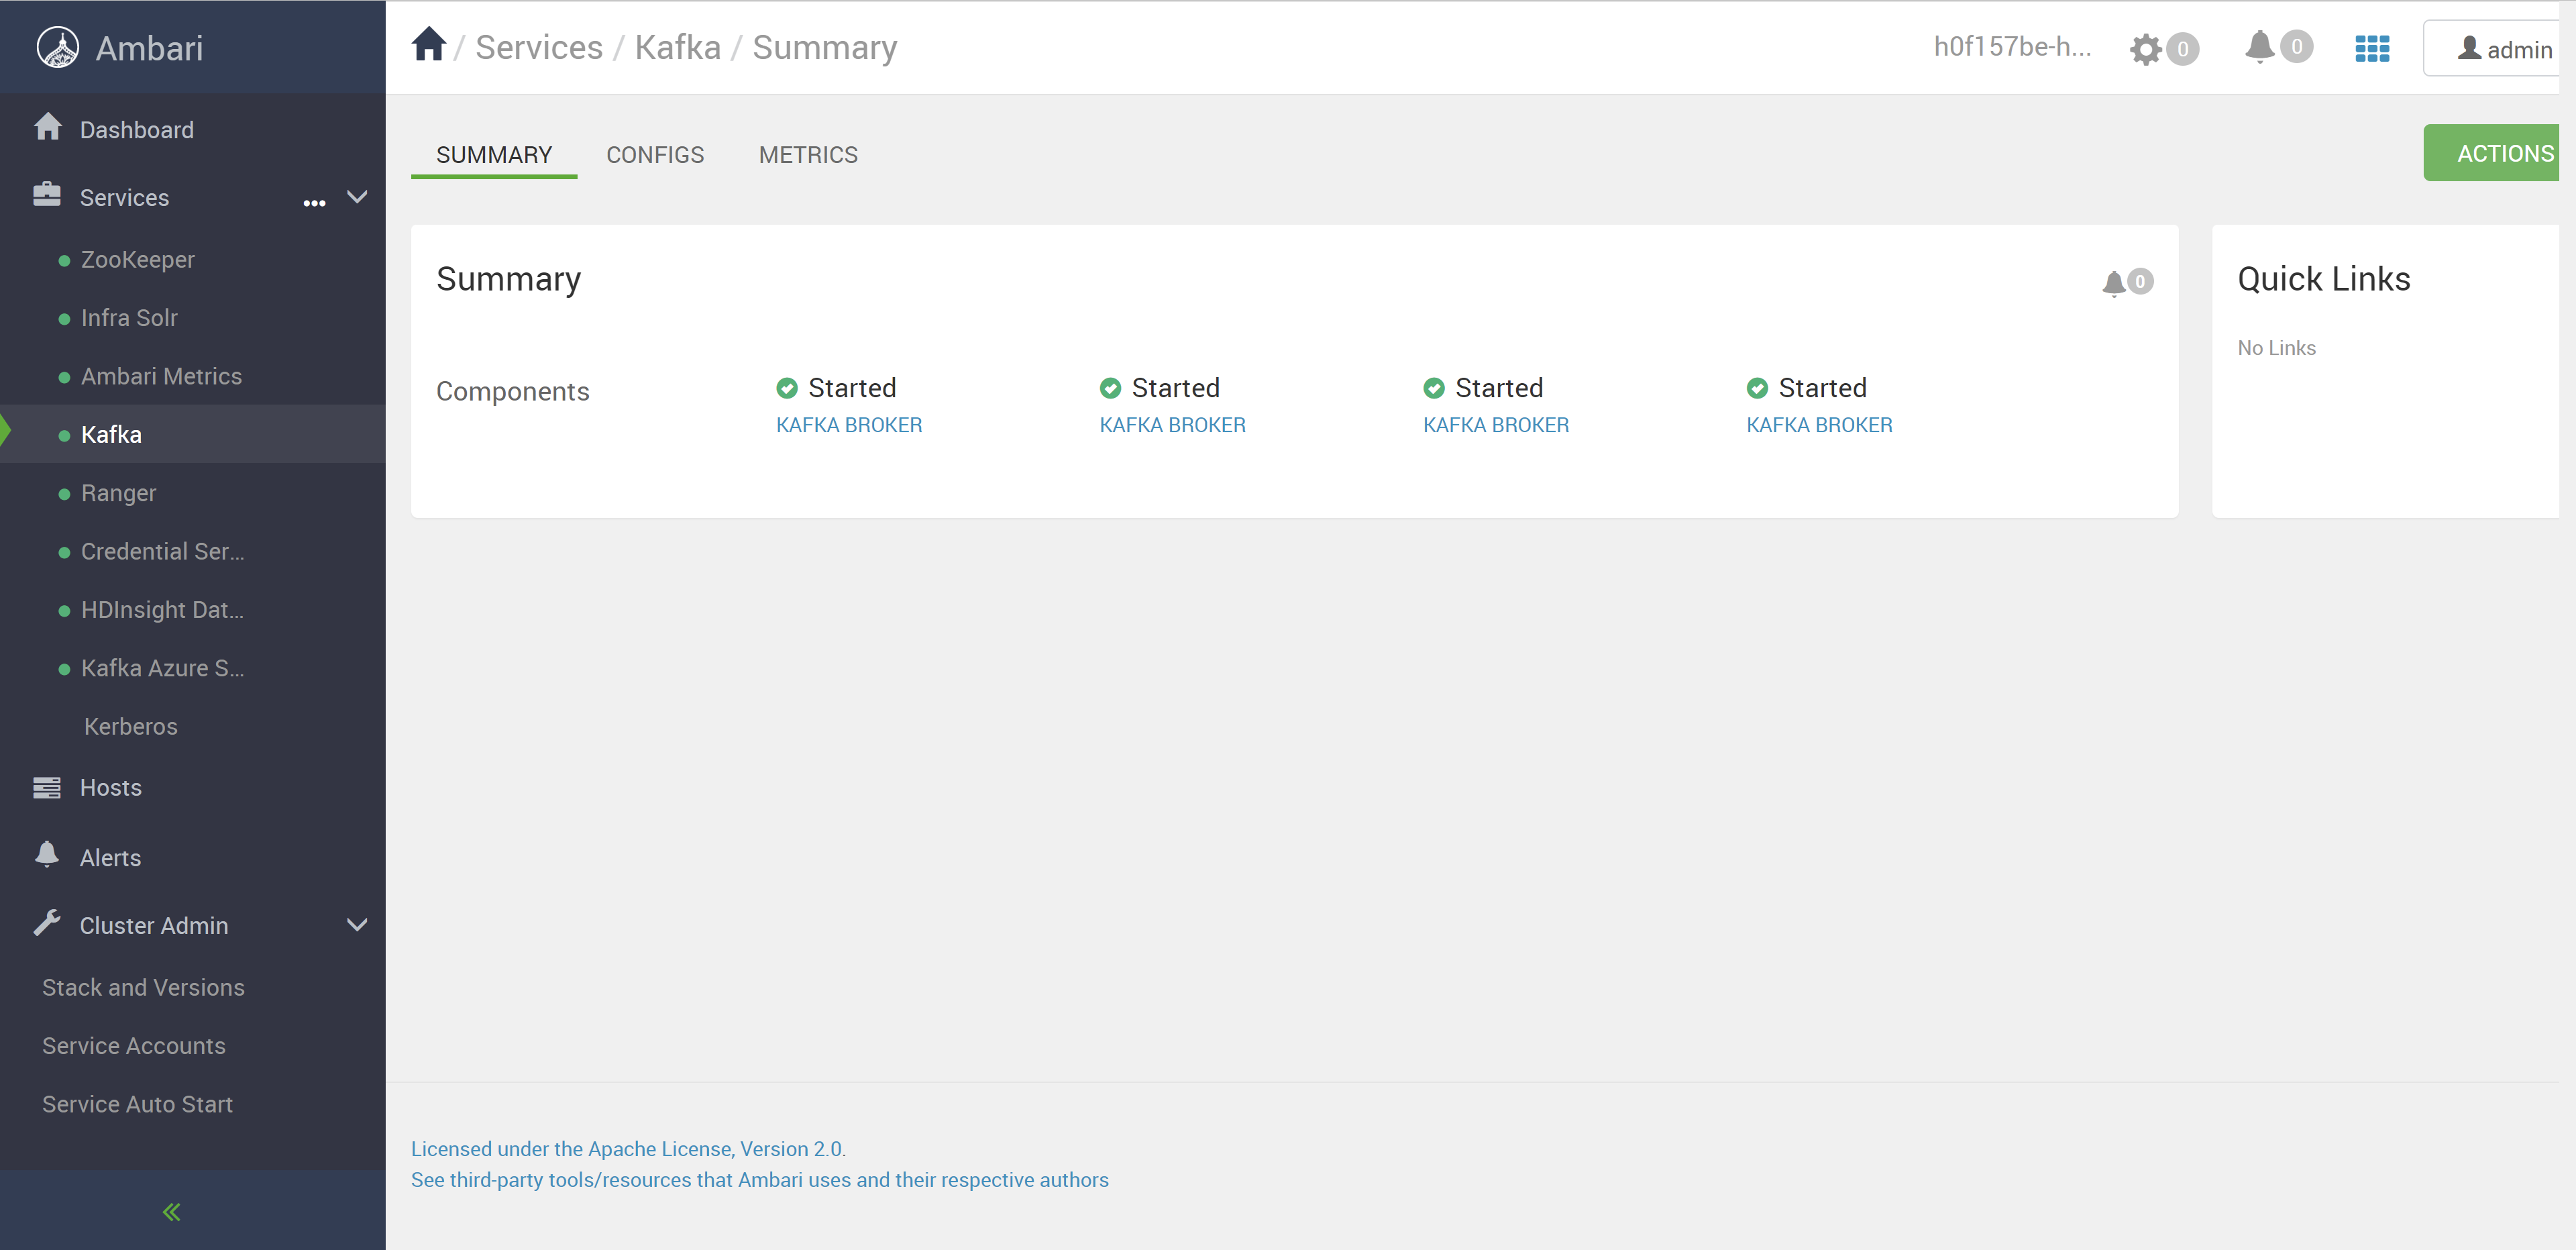 Ambari
/ Services / Kafka / Summary
h0f157be-h...
0
0
admin
Dashboard
Services
...
ZooKeeper
Infra Solr
Ambari Metrics
Kafka
Ranger
Credential Ser...
HDInsight Dat...
Kafka Azure S...
Kerberos
Hosts
Alerts
Cluster Admin
Stack and Versions
Service Accounts
Service Auto Start
SUMMARY
CONFIGS
METRICS
ACTIONS
Summary
0
Components
Started
KAFKA BROKER
Started
KAFKA BROKER
Started
KAFKA BROKER
Started
KAFKA BROKER
Quick Links
No Links
Licensed under the Apache License, Version 2.0.
See third-party tools/resources that Ambari uses and their respective authors